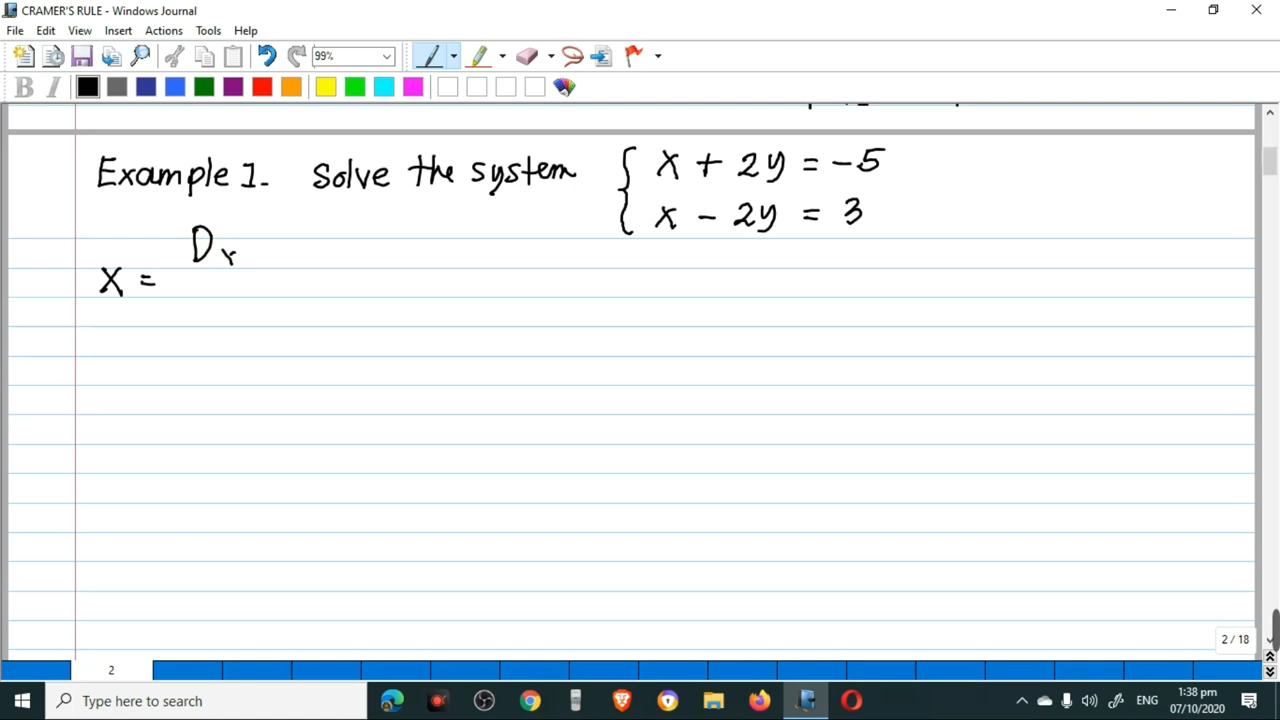 CRAMER'S RULE - Windows Journal
File Edit View Insert Actions Tools Help
99%
B I
Example 1. Solve the system { x + 2y = -5
x - 2y = 3
Dx
X =
2 / 18
2
Type here to search
ENG
1:38 pm
07/10/2020